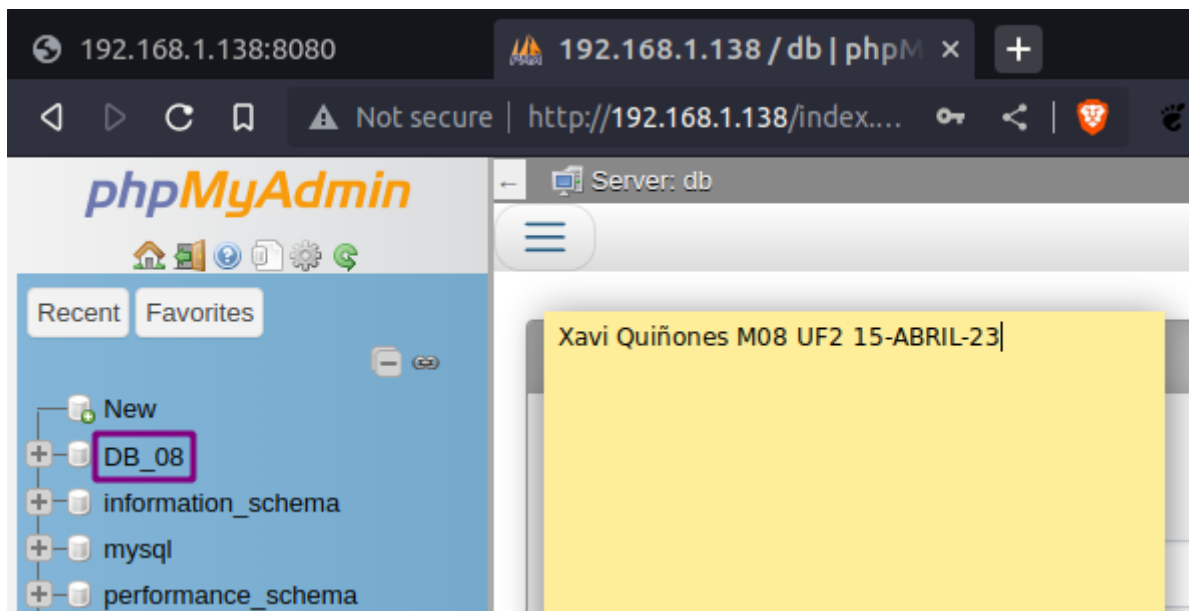 192.168.1.138:8080
192.168.1.138 / db | phpM
Not secure | http://192.168.1.138/index....
phpMyAdmin
Server: db
Recent Favorites
Xavi Quiñones M08 UF2 15-ABRIL-23
New
DB_08
information_schema
mysql
performance_schema